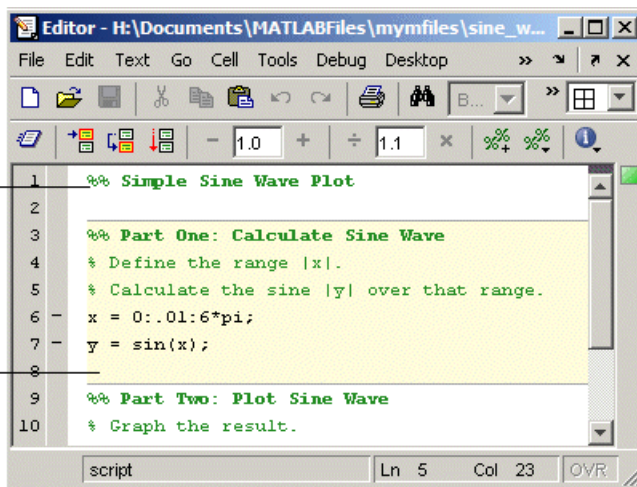 Editor - H:\Documents\MATLABFiles\mymfiles\sine_w...
File Edit Text Go Cell Tools Debug Desktop
B...
1.0 1.1
1 %% Simple Sine Wave Plot
2
3 %% Part One: Calculate Sine Wave
4 % Define the range |x|.
5 % Calculate the sine |y| over that range.
6 - x = 0:.01:6*pi;
7 - y = sin(x);
8
9 %% Part Two: Plot Sine Wave
10 % Graph the result.
script Ln 5 Col 23 OVR